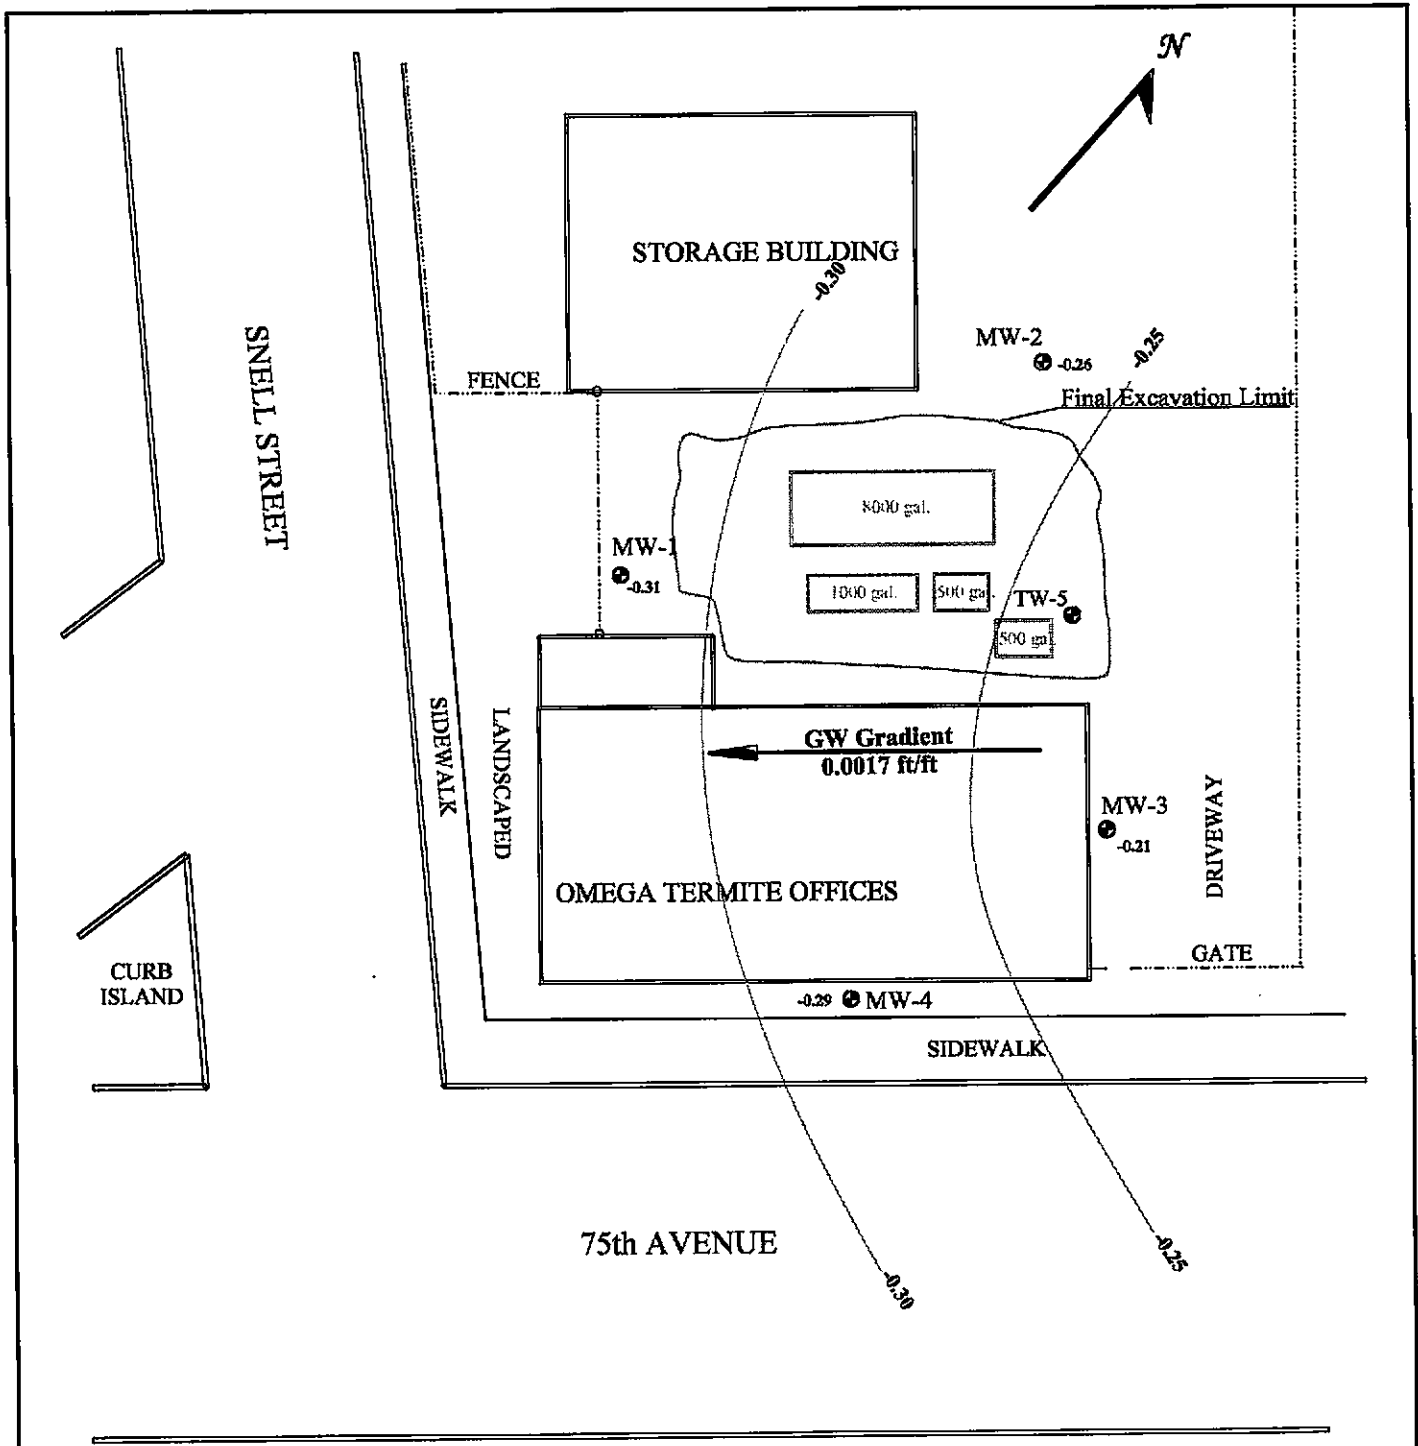 N
STORAGE BUILDING
-0.30
SNELL STREET
MW-2
-0.26
-0.25
FENCE
Final Excavation Limit
8000 gal.
MW-1
-0.31
1000 gal.
500 gal.
TW-5
500 gal
SIDEWALK
LANDSCAPED
GW Gradient
0.0017 ft/ft
MW-3
-0.21
DRIVEWAY
OMEGA TERMITE OFFICES
GATE
CURB
ISLAND
-0.29 MW-4
SIDEWALK
75th AVENUE
-0.25
-0.30